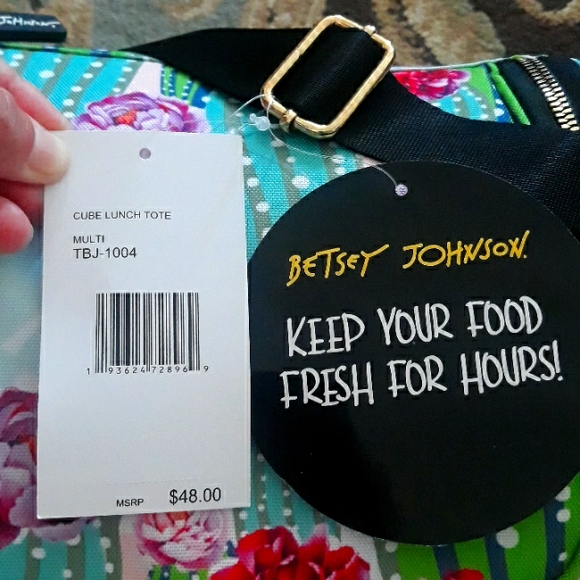 JOHNSON.
CUBE LUNCH TOTE
MULTI
TBJ-1004
1 93624 72896 9
MSRP $48.00
BETSEY JOHNSON.
KEEP YOUR FOOD
FRESH FOR HOURS!